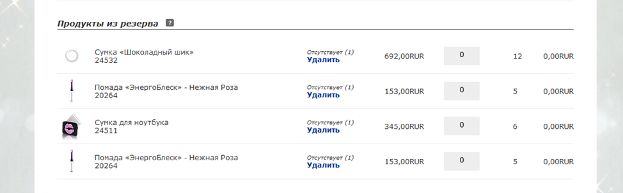 Продукты из резерва ?
Сумка «Шоколадный шик» Отсутствует (1) 692,00RUR 0 12 0,00RUR
24532 Удалить
Помада «ЭнергоБлеск» - Нежная Роза Отсутствует (1) 153,00RUR 0 5 0,00RUR
20264 Удалить
Сумка для ноутбука Отсутствует (1) 345,00RUR 0 6 0,00RUR
24511 Удалить
Помада «ЭнергоБлеск» - Нежная Роза Отсутствует (1) 153,00RUR 0 5 0,00RUR
20264 Удалить